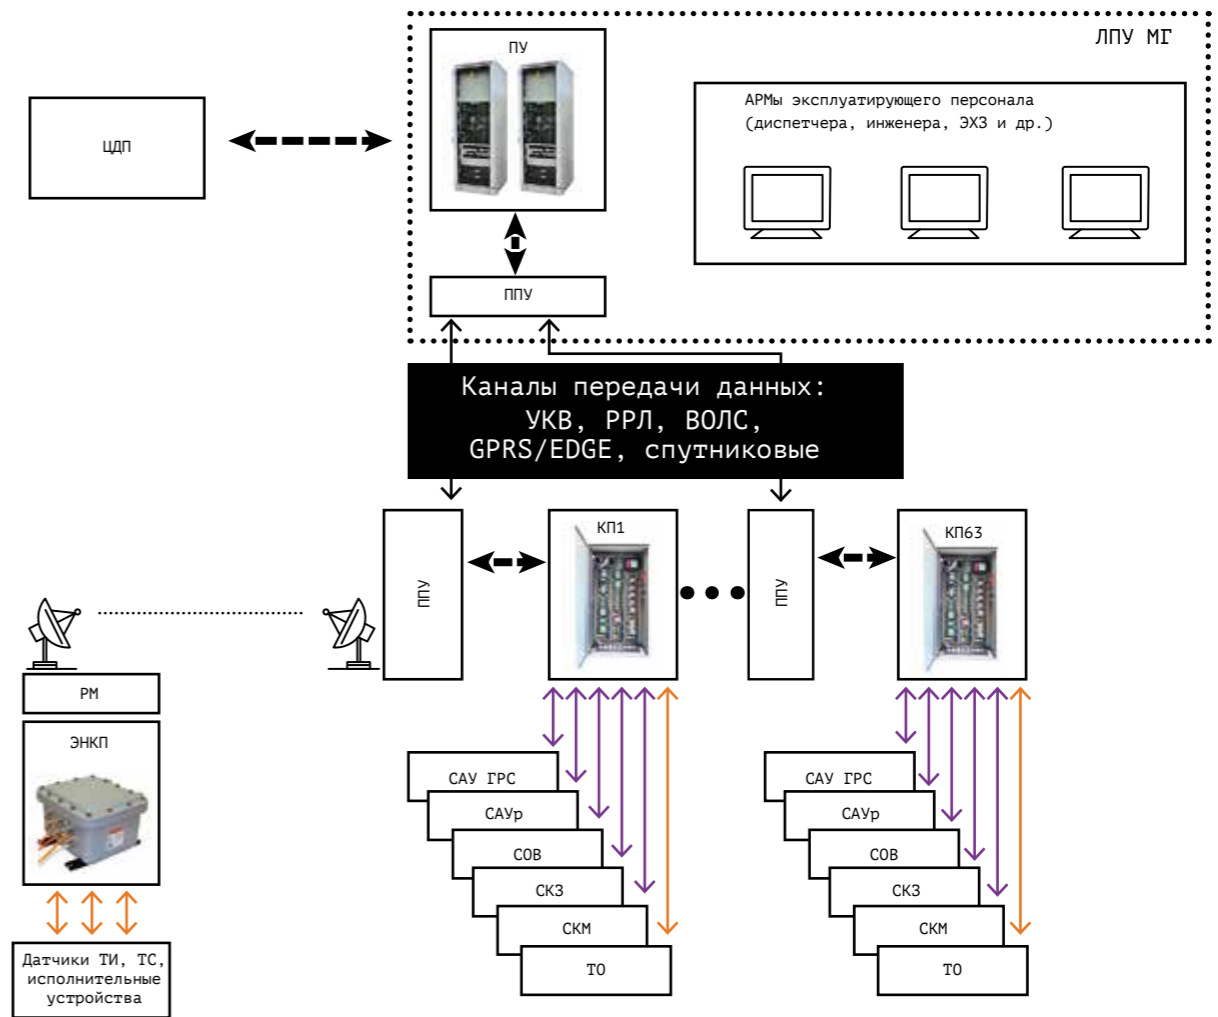 ЛПУ МГ
ПУ
АРМы эксплуатирующего персонала
(диспетчера, инженера, ЭХЗ и др.)
ЦДП
ППУ
Каналы передачи данных:
УКВ, РРЛ, ВОЛС,
GPRS/EDGE, спутниковые
ППУ
КП1
ППУ
КП63
РМ
ЭНКП
САУ ГРС
САУр
СОВ
СКЗ
СКМ
ТО
САУ ГРС
САУр
СОВ
СКЗ
СКМ
ТО
Датчики ТИ, ТС,
исполнительные
устройства